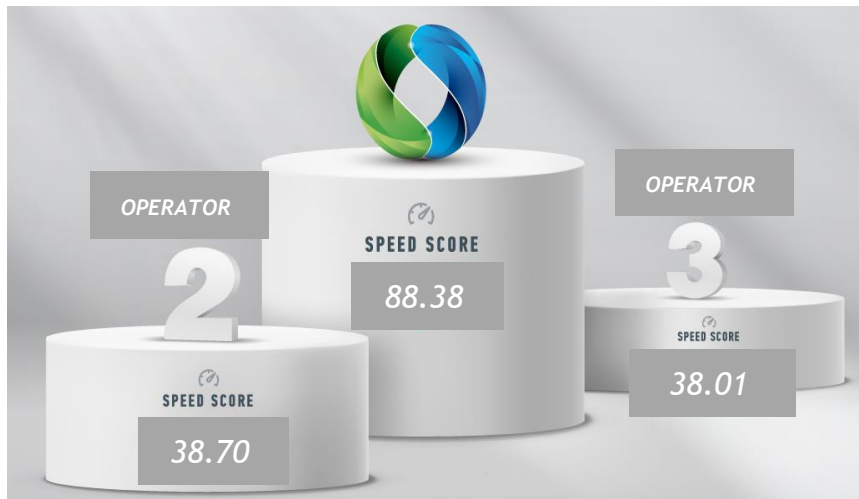 OPERATOR
2
SPEED SCORE
38.70
SPEED SCORE
88.38
OPERATOR
3
SPEED SCORE
38.01